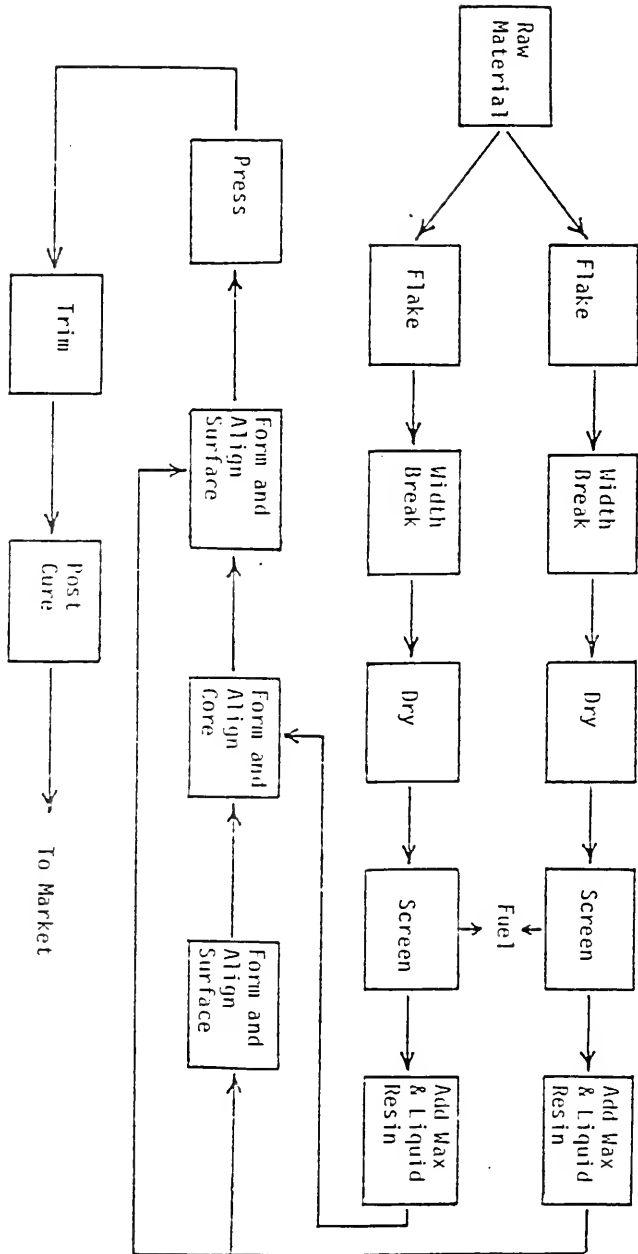 Raw
Material
Flake
Width
Break
Dry
Screen
Add Wax
& Liquid
Resin
Fuel
Flake
Width
Break
Dry
Screen
Add Wax
& Liquid
Resin
Form and
Align
Surface
Form and
Align
Core
Form and
Align
Surface
Press
Trim
Post
Cure
To Market